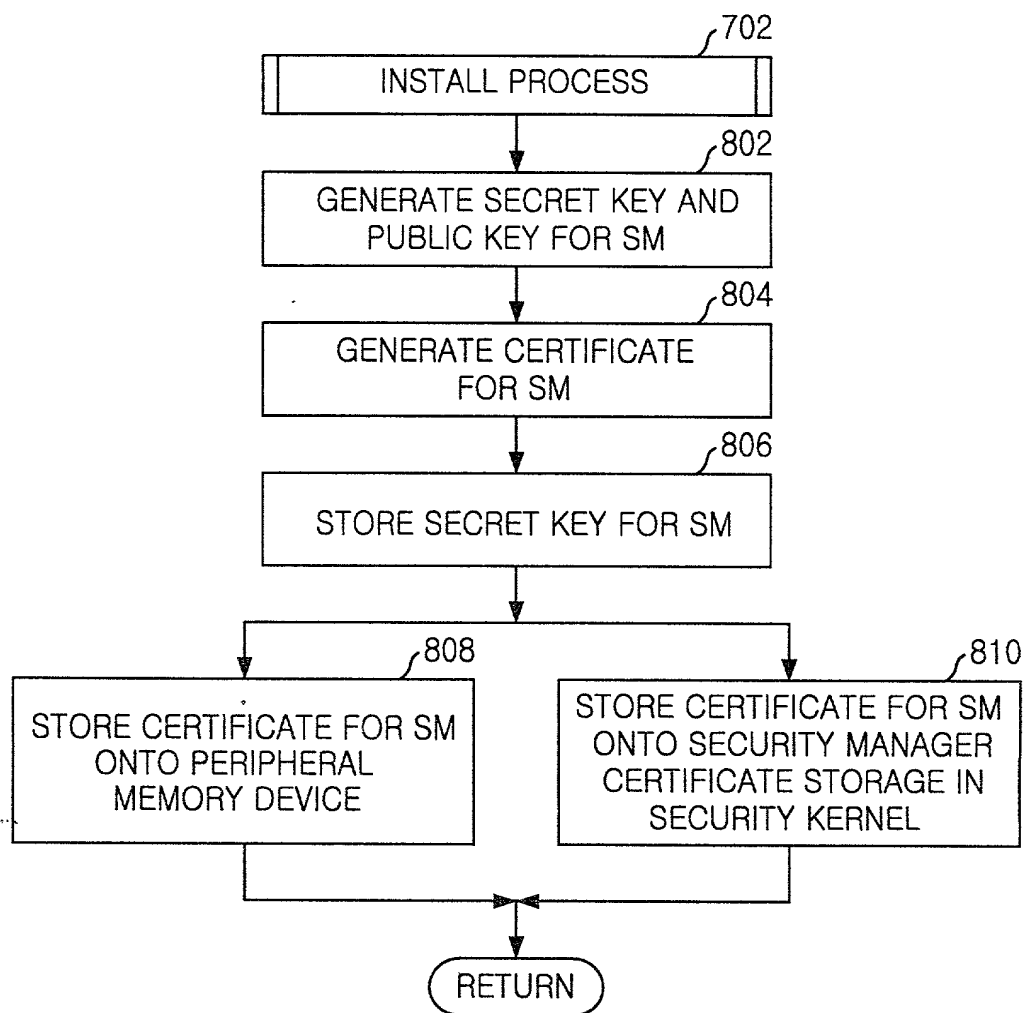 702
INSTALL PROCESS
802
GENERATE SECRET KEY AND
PUBLIC KEY FOR SM
804
GENERATE CERTIFICATE
FOR SM
806
STORE SECRET KEY FOR SM
808
STORE CERTIFICATE FOR SM
ONTO PERIPHERAL
MEMORY DEVICE
810
STORE CERTIFICATE FOR SM
ONTO SECURITY MANAGER
CERTIFICATE STORAGE IN
SECURITY KERNEL
RETURN